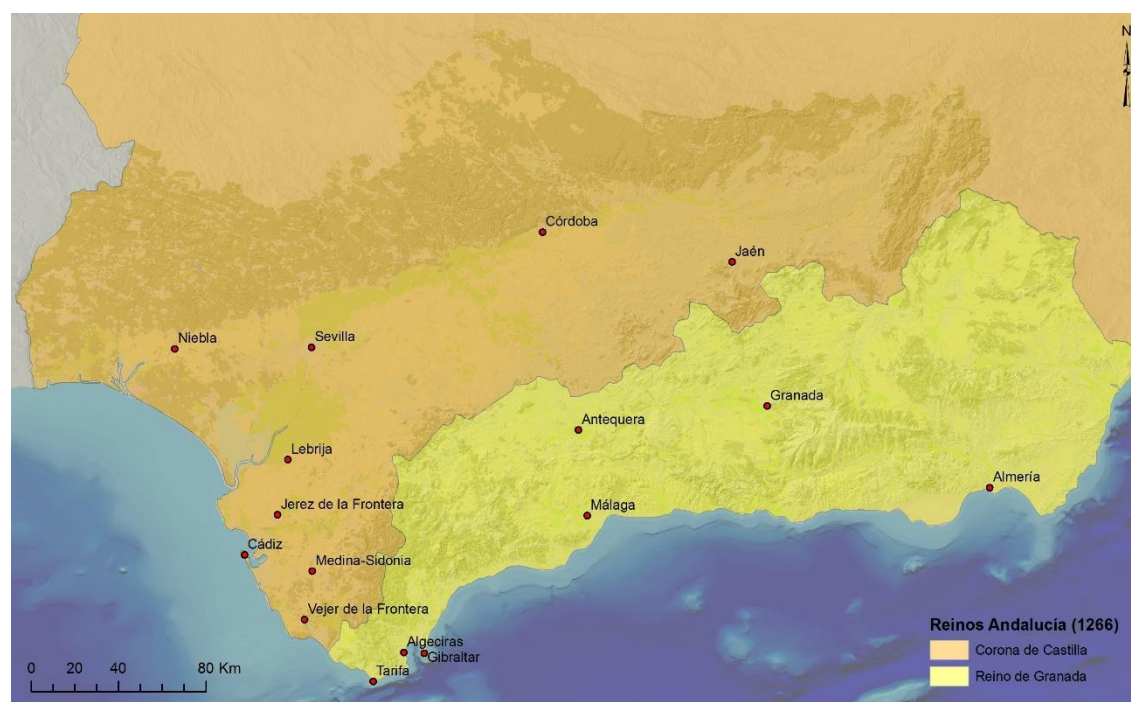 N
Córdoba
Jaén
Niebla
Sevilla
Granada
Antequera
Lebrija
Almería
Jerez de la Frontera
Málaga
Cádiz
Medina-Sidonia
Vejer de la Frontera
Algeciras
Gibraltar
Tarifa
0 20 40 80 Km
Reinos Andalucía (1266)
Corona de Castilla
Reino de Granada